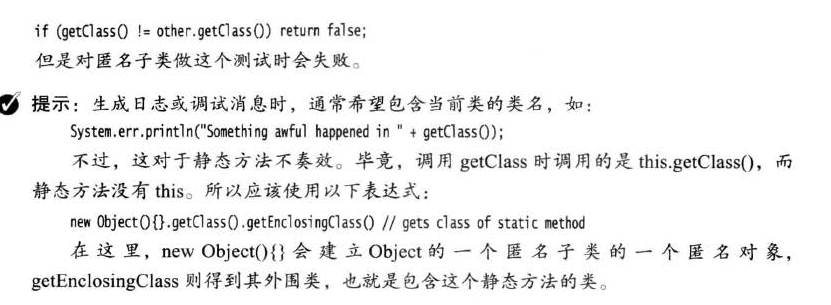 if (getClass() != other.getClass()) return false;
但是对匿名子类做这个测试时会失败。
提示：生成日志或调试消息时，通常希望包含当前类的类名，如：
System.err.println("Something awful happened in " + getClass());
不过，这对于静态方法不奏效。毕竟，调用 getClass 时调用的是 this.getClass()，而
静态方法没有 this。所以应该使用以下表达式：
new Object(){}.getClass().getEnclosingClass() // gets class of static method
在这里，new Object(){} 会建立 Object 的一个匿名子类的一个匿名对象，
getEnclosingClass 则得到其外围类，也就是包含这个静态方法的类。